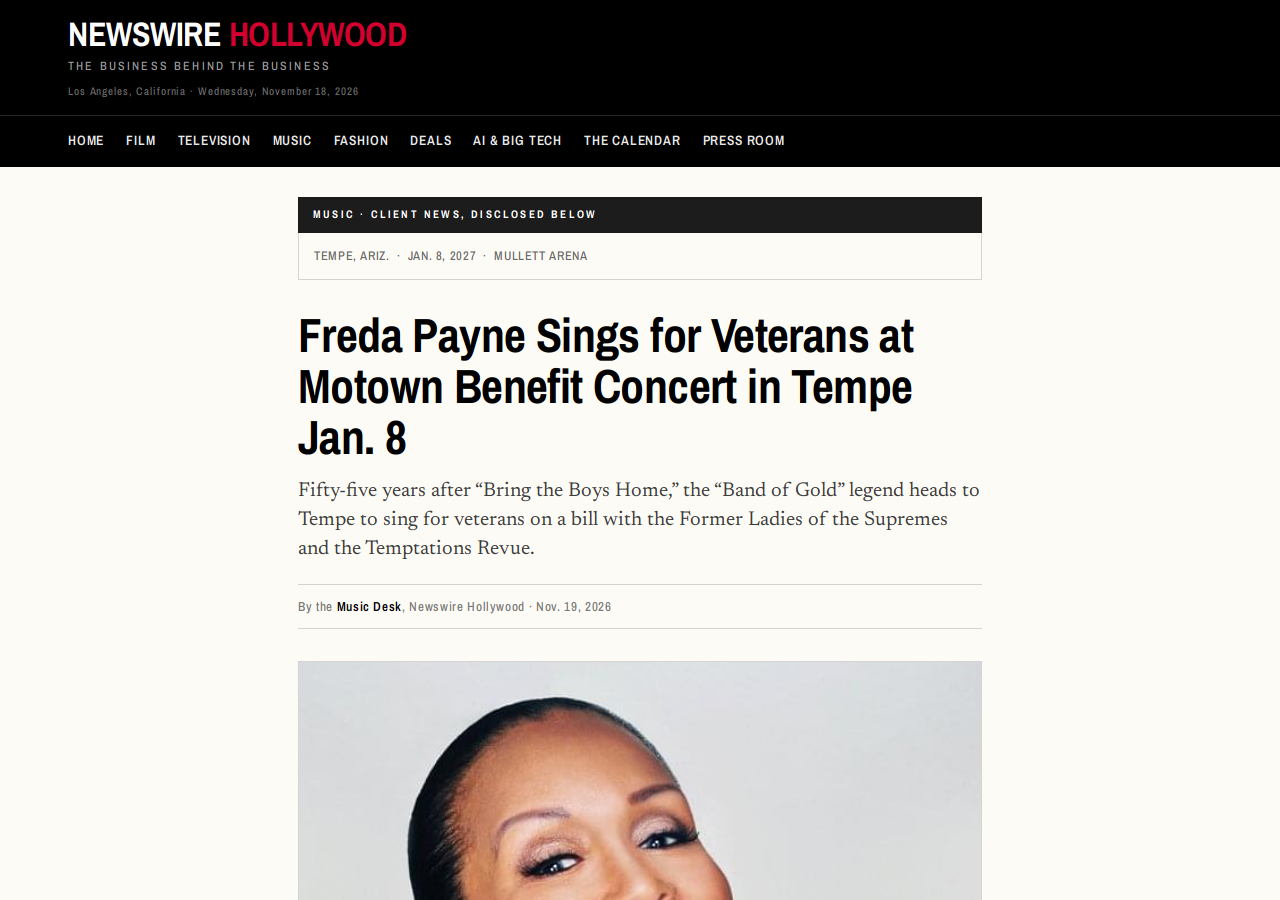 NEWSWIRE HOLLYWOOD
THE BUSINESS BEHIND THE BUSINESS
Los Angeles, California · Wednesday, November 18, 2026
HOME FILM TELEVISION MUSIC FASHION DEALS AI & BIG TECH THE CALENDAR PRESS ROOM
MUSIC · CLIENT NEWS, DISCLOSED BELOW
TEMPE, ARIZ. · JAN. 8, 2027 · MULLETT ARENA
Freda Payne Sings for Veterans at
Motown Benefit Concert in Tempe
Jan. 8
Fifty-five years after “Bring the Boys Home,” the “Band of Gold” legend heads to
Tempe to sing for veterans on a bill with the Former Ladies of the Supremes
and the Temptations Revue.
By the Music Desk, Newswire Hollywood · Nov. 19, 2026